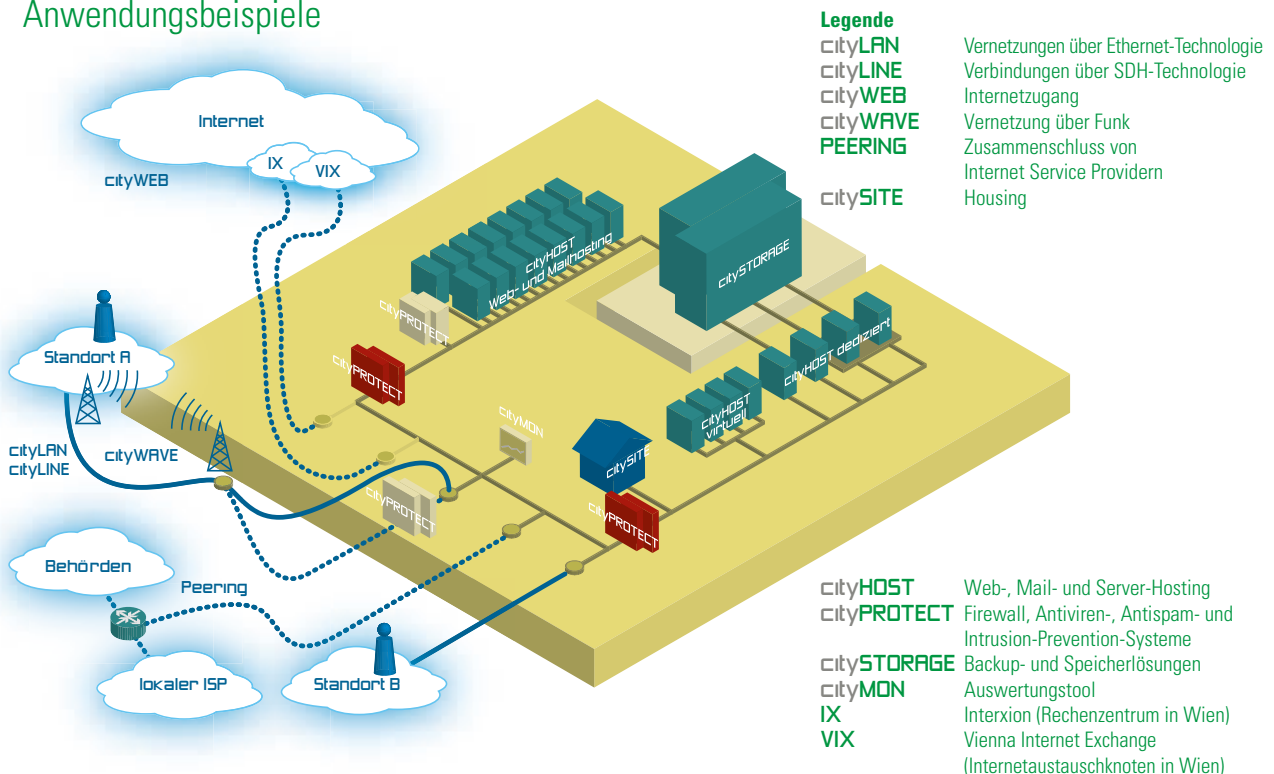 Anwendungsbeispiele
Legende
cityLAN Vernetzungen über Ethernet-Technologie
cityLINE Verbindungen über SDH-Technologie
cityWEB Internetzugang
cityWAVE Vernetzung über Funk
PEERING Zusammenschluss von
Internet Service Providern
citySITE Housing
Internet
IX
VIX
cityWEB
cityHOST
Web- und Mailhosting
citySTORAGE
cityPROTECT
cityPROTECT
Standort A
cityHOST dediziert
cityHOST
virtuell
cityMON
citySITE
cityLAN
cityLINE
cityWAVE
cityPROTECT
cityPROTECT
Behörden
Peering
lokaler ISP
Standort B
cityHOST Web-, Mail- und Server-Hosting
cityPROTECT Firewall, Antiviren-, Antispam- und
Intrusion-Prevention-Systeme
citySTORAGE Backup- und Speicherlösungen
cityMON Auswertungstool
IX Interxion (Rechenzentrum in Wien)
VIX Vienna Internet Exchange
(Internetaustauschknoten in Wien)